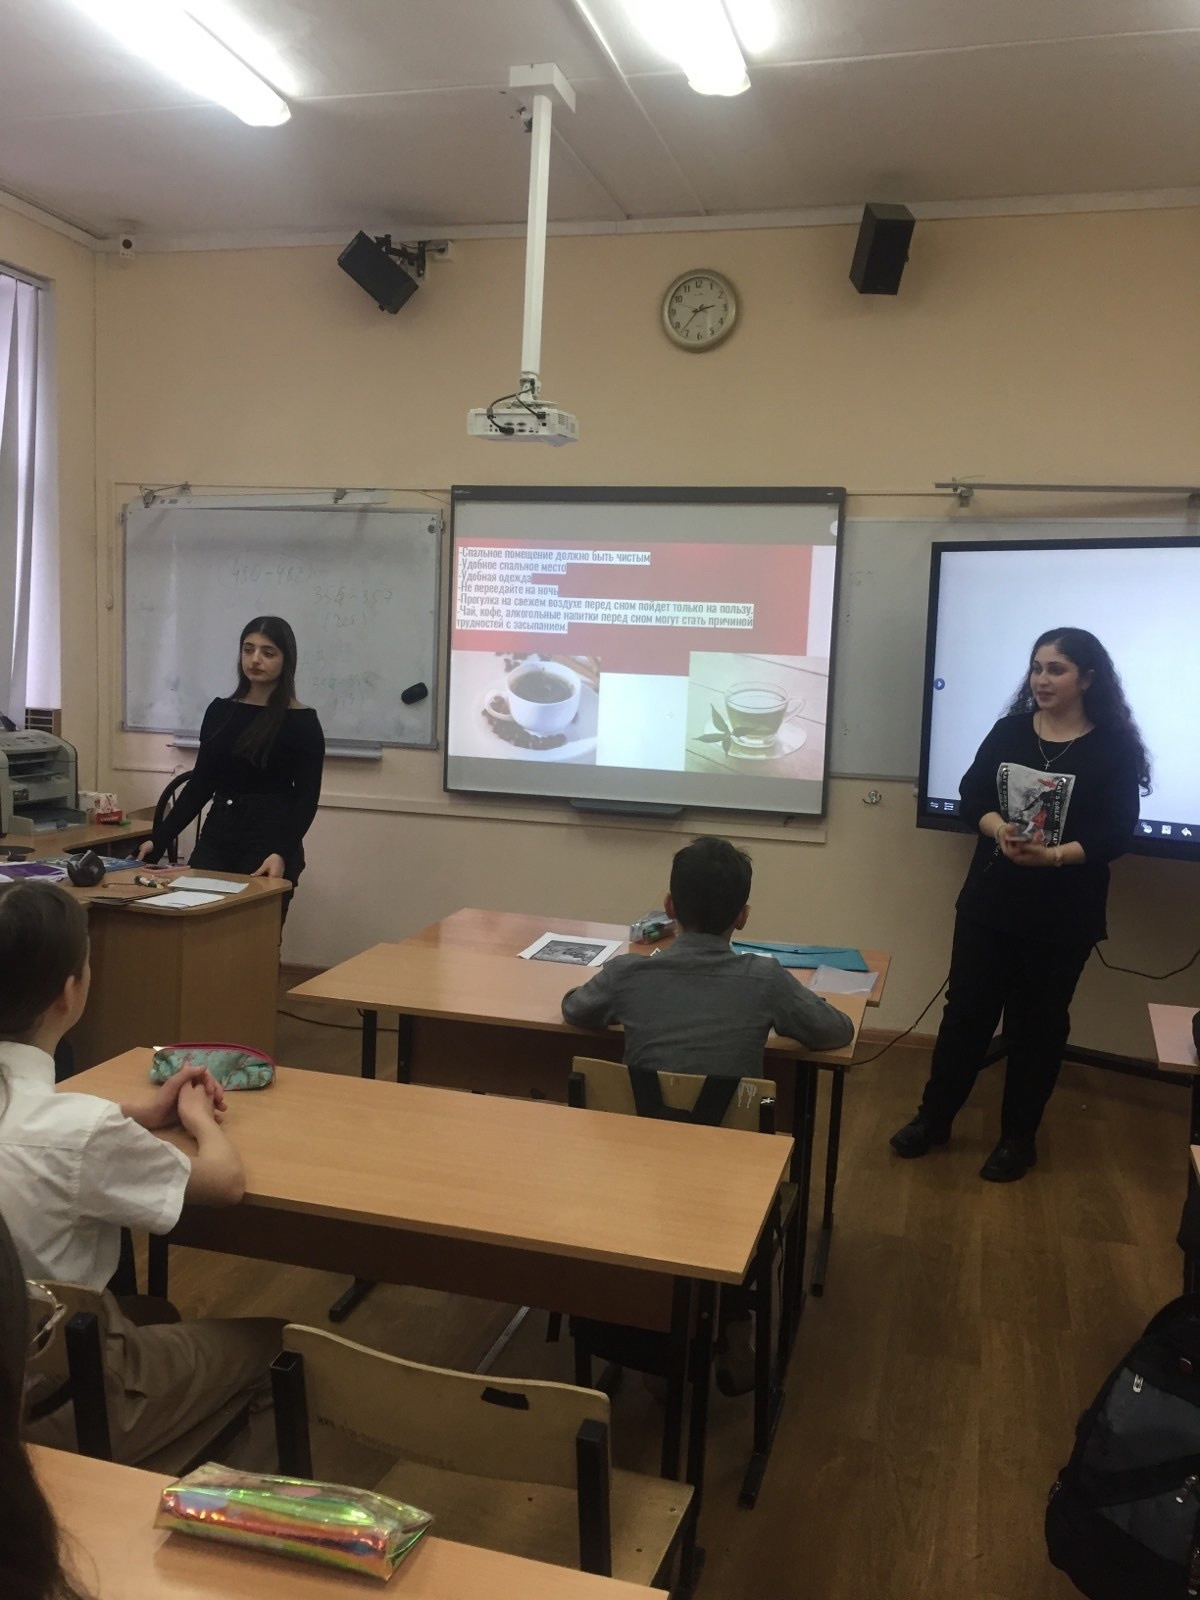 -Спальное помещение должно быть чистым
-Удобное спальное место
-Удобная одежда
-Не переедайте на ночь
-Прогулка на свежем воздухе перед сном пойдет только на пользу.
-Чай, кофе, алкогольные напитки перед сном могут стать причиной
трудностей с засыпанием.